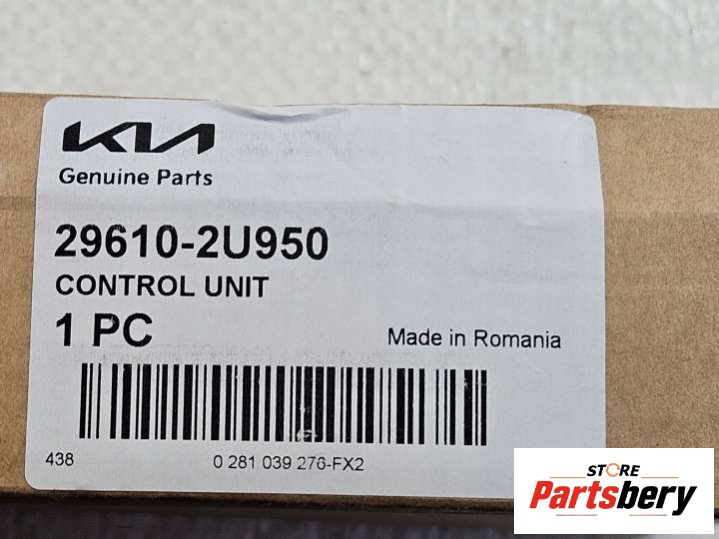 KIA
Genuine Parts
29610-2U950
CONTROL UNIT
1 PC
Made in Romania
438
0 281 039 276-FX2
STORE
Partsbery